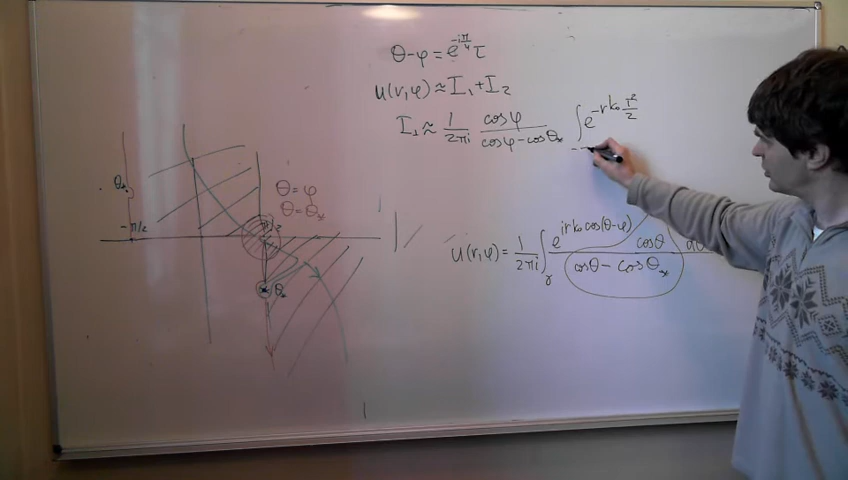 θ-φ = e^{-iπ/4} τ
u(r,φ) ≈ I₁ + I₂
I₁ ≈ 1/2πi cosφ/(cosφ - cosθ*) ∫ e^{-rk₀ τ²/2}
θ*
-π/2
θ = φ
θ = θ*
π/2
θ*
u(r,φ) = 1/2πi ∫_γ e^{irk₀cos(θ-φ)} cosθ/(cosθ - cosθ*) dθ